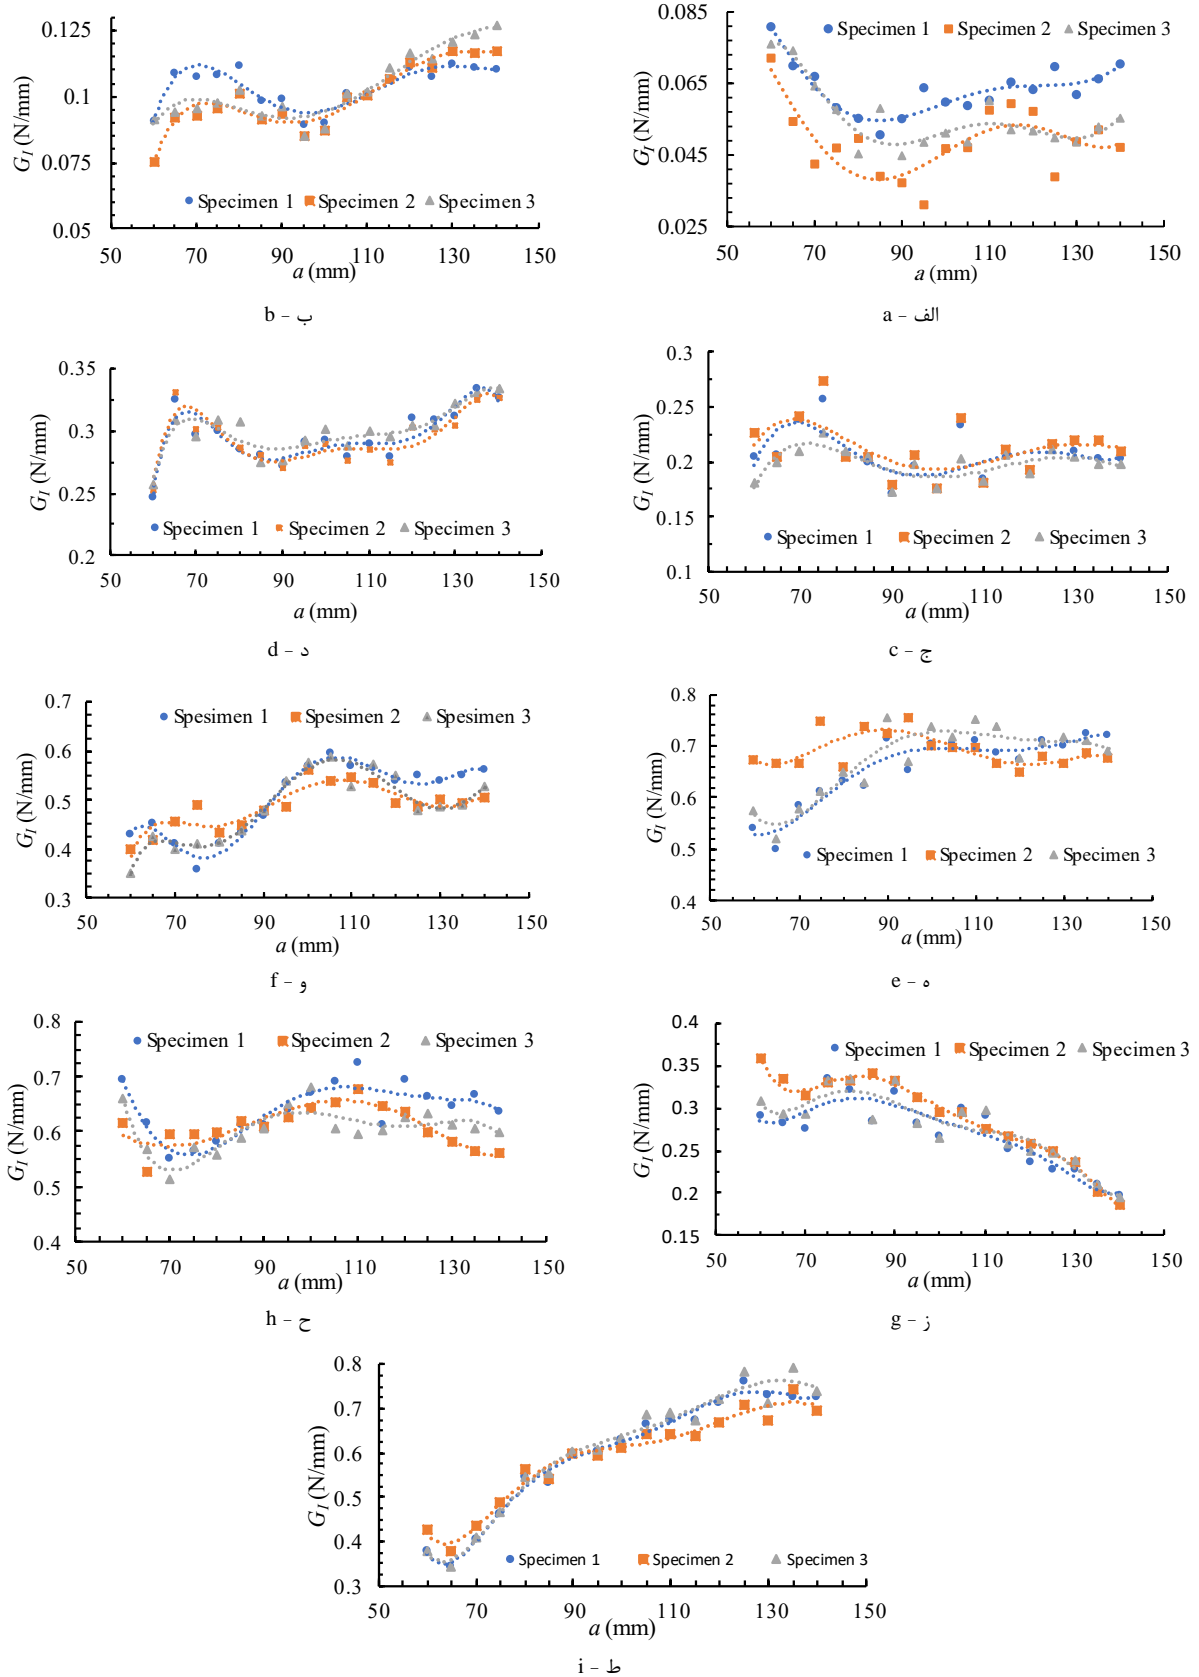 0.085
0.065
0.045
0.025
G_I (N/mm)
Specimen 1 Specimen 2 Specimen 3
50 70 90 110 130 150
a (mm)
الف - a
0.125
0.1
0.075
0.05
G_I (N/mm)
Specimen 1 Specimen 2 Specimen 3
50 70 90 110 130 150
a (mm)
ب - b
0.3
0.25
0.2
0.15
0.1
G_I (N/mm)
Specimen 1 Specimen 2 Specimen 3
50 70 90 110 130 150
a (mm)
ج - c
0.35
0.3
0.25
0.2
G_I (N/mm)
Specimen 1 Specimen 2 Specimen 3
50 70 90 110 130 150
a (mm)
د - d
0.8
0.7
0.6
0.5
0.4
G_I (N/mm)
Specimen 1 Specimen 2 Specimen 3
50 70 90 110 130 150
a (mm)
ه - e
0.7
0.6
0.5
0.4
0.3
G_I (N/mm)
Spesimen 1 Spesimen 2 Spesimen 3
50 70 90 110 130 150
a (mm)
و - f
0.4
0.35
0.3
0.25
0.2
0.15
G_I (N/mm)
Specimen 1 Specimen 2 Specimen 3
50 70 90 110 130 150
a (mm)
ز - g
0.8
0.7
0.6
0.5
0.4
G_I (N/mm)
Specimen 1 Specimen 2 Specimen 3
50 70 90 110 130 150
a (mm)
ح - h
0.8
0.7
0.6
0.5
0.4
0.3
G_I (N/mm)
Specimen 1 Specimen 2 Specimen 3
50 70 90 110 130 150
a (mm)
ط - i